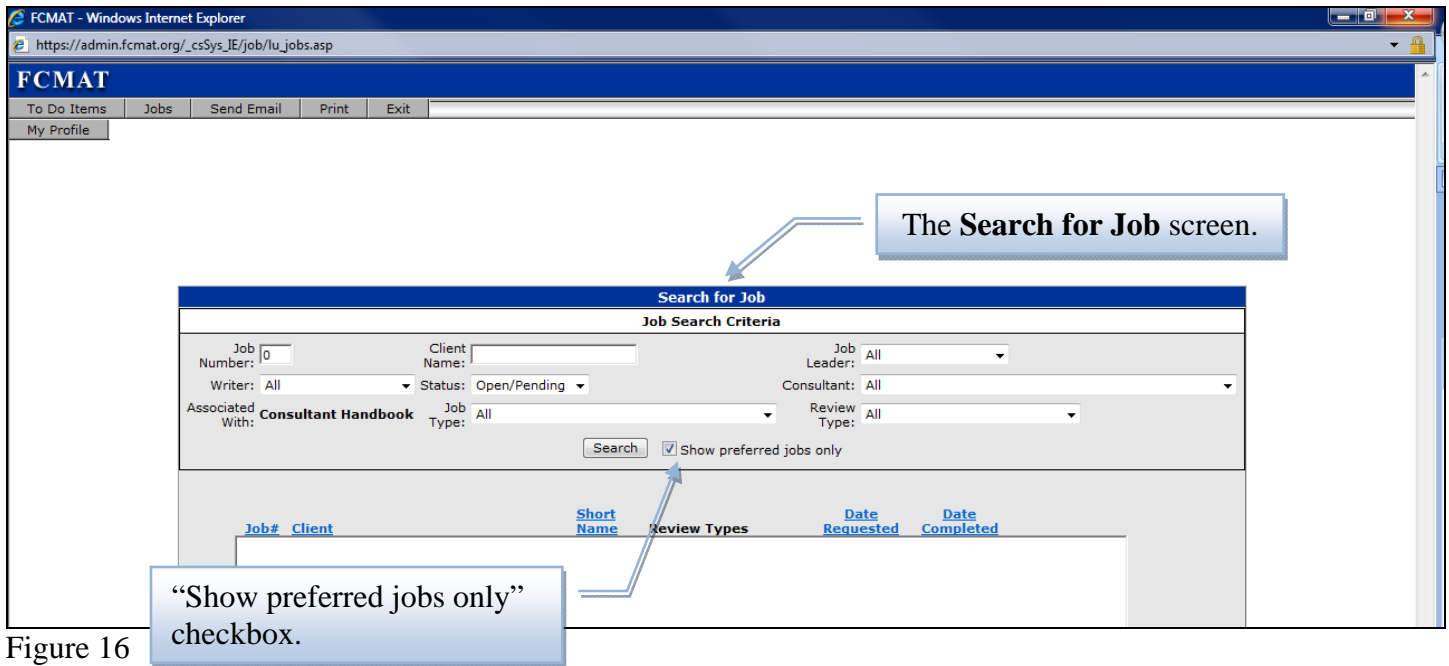 FCMAT - Windows Internet Explorer
https://admin.fcmat.org/_csSys_IE/job/lu_jobs.asp
FCMAT
To Do Items Jobs Send Email Print Exit
My Profile
The Search for Job screen.
Search for Job
Job Search Criteria
Job Number: 0 Client Name: Job Leader: All
Writer: All Status: Open/Pending Consultant: All
Associated With: Consultant Handbook Job Type: All Review Type: All
Search Show preferred jobs only
Job# Client Short Name Review Types Date Requested Date Completed
“Show preferred jobs only”
checkbox.
Figure 16